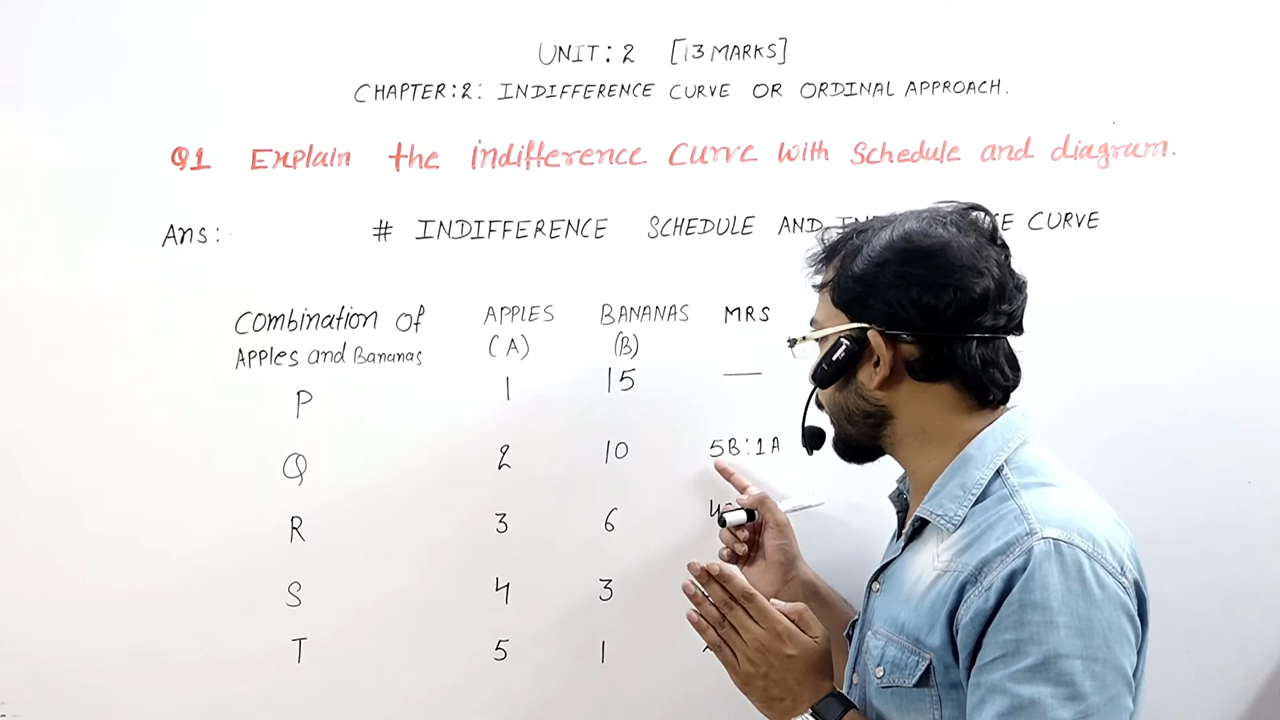 UNIT: 2 [13 MARKS]
CHAPTER:2: INDIFFERENCE CURVE OR ORDINAL APPROACH.
Q1 Explain the indifference curve with schedule and diagram.
Ans: # INDIFFERENCE SCHEDULE AND CURVE
Combination of APPLES BANANAS MRS
Apples and Bananas (A) (B)
P 1 15 —
Q 2 10 5B:1A
R 3 6 4
S 4 3
T 5 1